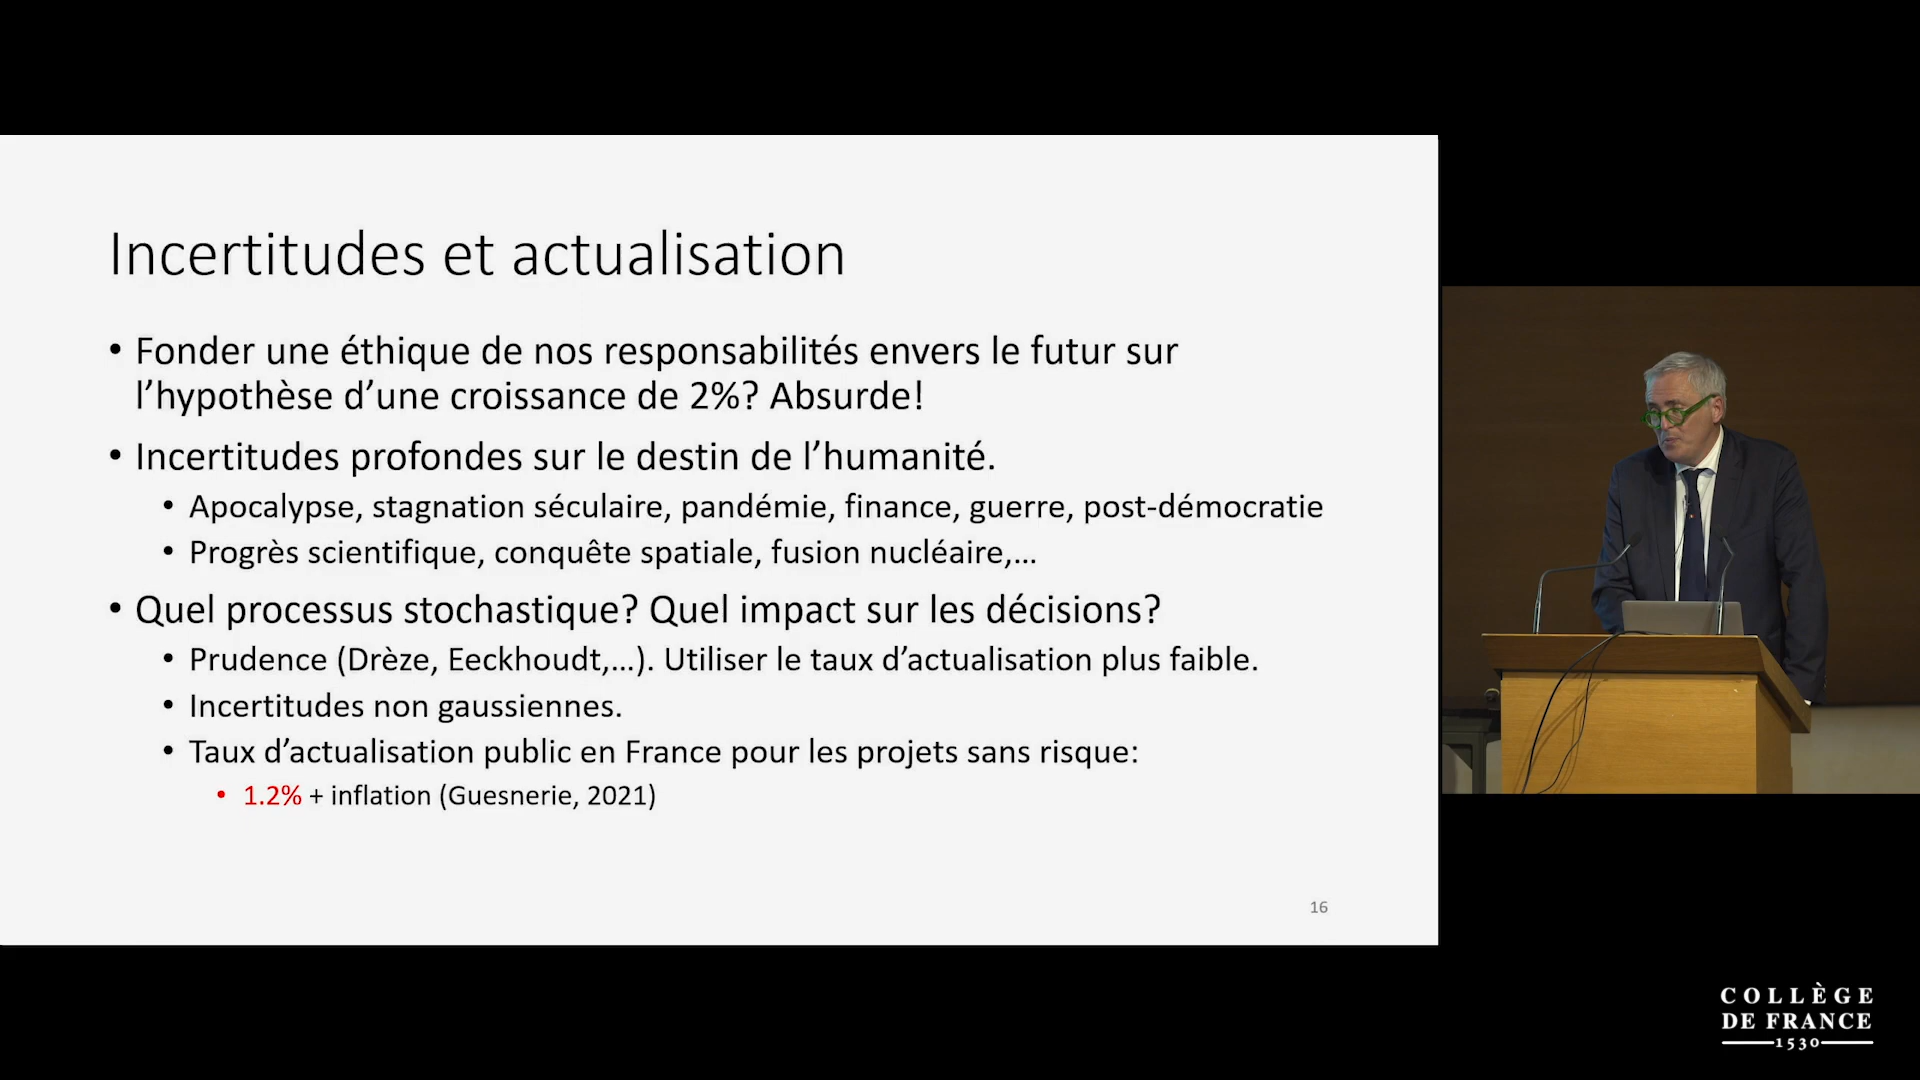 Incertitudes et actualisation
• Fonder une éthique de nos responsabilités envers le futur sur
l’hypothèse d’une croissance de 2%? Absurde!
• Incertitudes profondes sur le destin de l’humanité.
• Apocalypse, stagnation séculaire, pandémie, finance, guerre, post-démocratie
• Progrès scientifique, conquête spatiale, fusion nucléaire,…
• Quel processus stochastique? Quel impact sur les décisions?
• Prudence (Drèze, Eeckhoudt,…). Utiliser le taux d’actualisation plus faible.
• Incertitudes non gaussiennes.
• Taux d’actualisation public en France pour les projets sans risque:
• 1.2% + inflation (Guesnerie, 2021)
16
COLLÈGE
DE FRANCE
1530